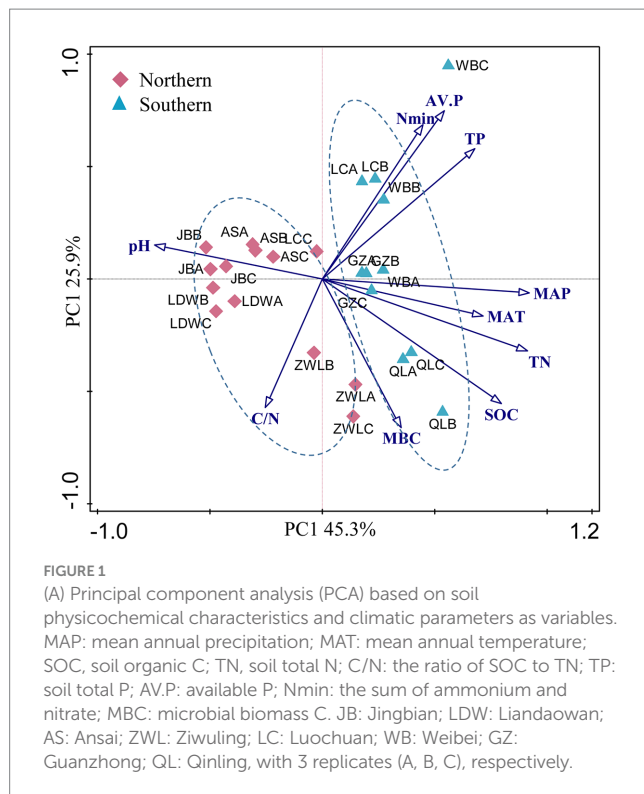 1.0
Northern
Southern
WBC
AV.P
Nmin
TP
LCA LCB
WBB
pH
JBB ASA ASB LCC
ASC
GZA GZB
JBA
JBC
WBA
LDWB LDWA
GZC
LDWC
MAP
MAT
TN
ZWLB
QLA QLC
ZWLA
C/N
SOC
MBC
QLB
ZWLC
PC1 25.9%
-1.0
-1.0
PC1 45.3%
1.2
FIGURE 1
(A) Principal component analysis (PCA) based on soil
physicochemical characteristics and climatic parameters as variables.
MAP: mean annual precipitation; MAT: mean annual temperature;
SOC, soil organic C; TN, soil total N; C/N: the ratio of SOC to TN; TP:
soil total P; AV.P: available P; Nmin: the sum of ammonium and
nitrate; MBC: microbial biomass C. JB: Jingbian; LDW: Liandaowan;
AS: Ansai; ZWL: Ziwuling; LC: Luochuan; WB: Weibei; GZ:
Guanzhong; QL: Qinling, with 3 replicates (A, B, C), respectively.